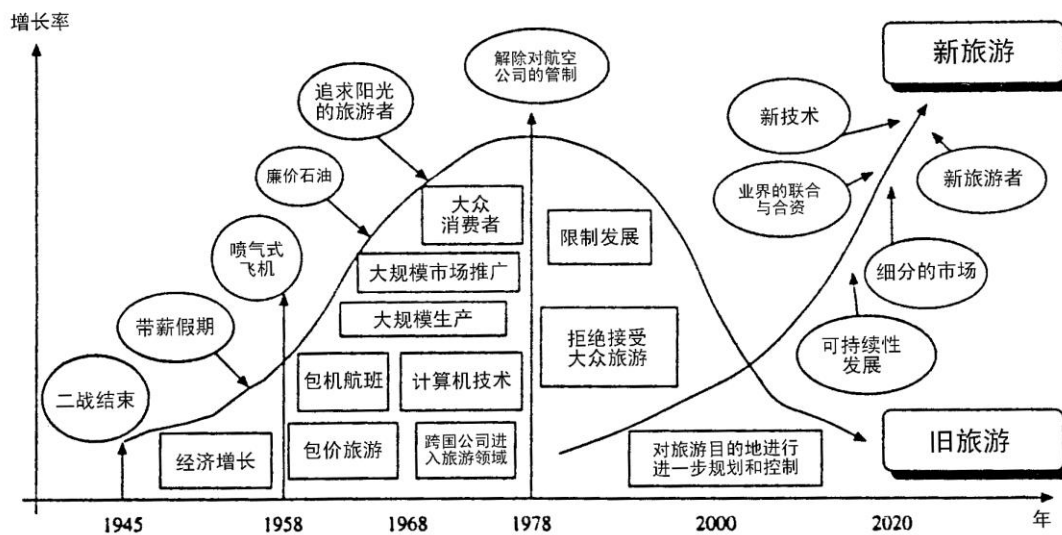 增长率
解除对航空
公司的管制
新旅游
追求阳光
的旅游者
新技术
廉价石油
业界的联合
与合资
新旅游者
大众
消费者
限制发展
喷气式
飞机
大规模市场推广
细分的市场
带薪假期
大规模生产
拒绝接受
大众旅游
可持续性
发展
包机航班
计算机技术
二战结束
经济增长
包价旅游
跨国公司进
入旅游领域
对旅游目的地进行
进一步规划和控制
旧旅游
1945
1958
1968
1978
2000
2020
年